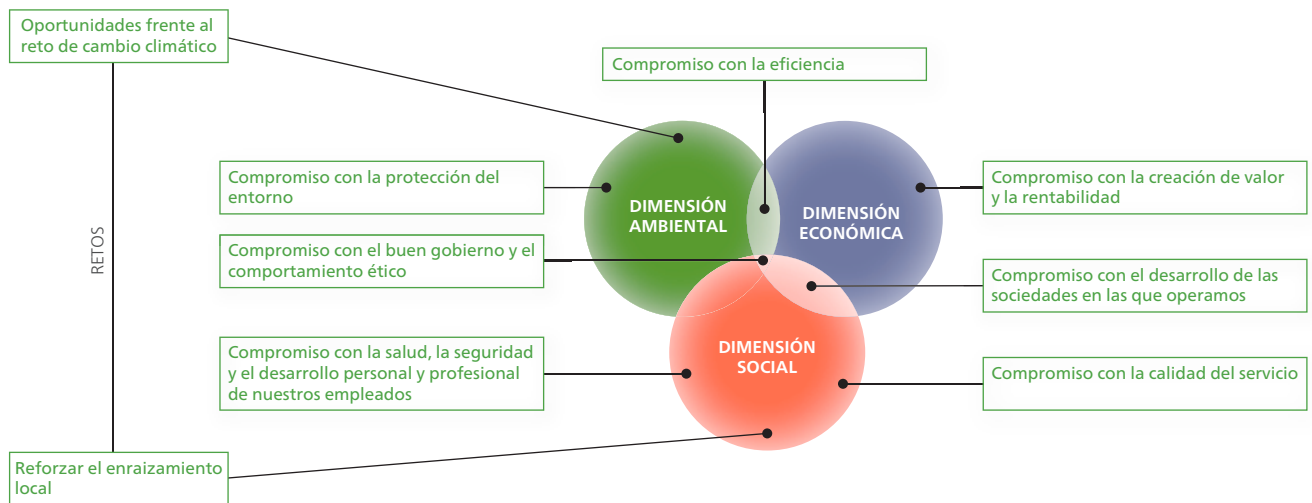 Oportunidades frente al
reto de cambio climático
Compromiso con la eficiencia
Compromiso con la protección del
entorno
DIMENSIÓN
AMBIENTAL
DIMENSIÓN
ECONÓMICA
Compromiso con la creación de valor
y la rentabilidad
RETOS
Compromiso con el buen gobierno y el
comportamiento ético
Compromiso con el desarrollo de las
sociedades en las que operamos
Compromiso con la salud, la seguridad
y el desarrollo personal y profesional
de nuestros empleados
DIMENSIÓN
SOCIAL
Compromiso con la calidad del servicio
Reforzar el enraizamiento
local